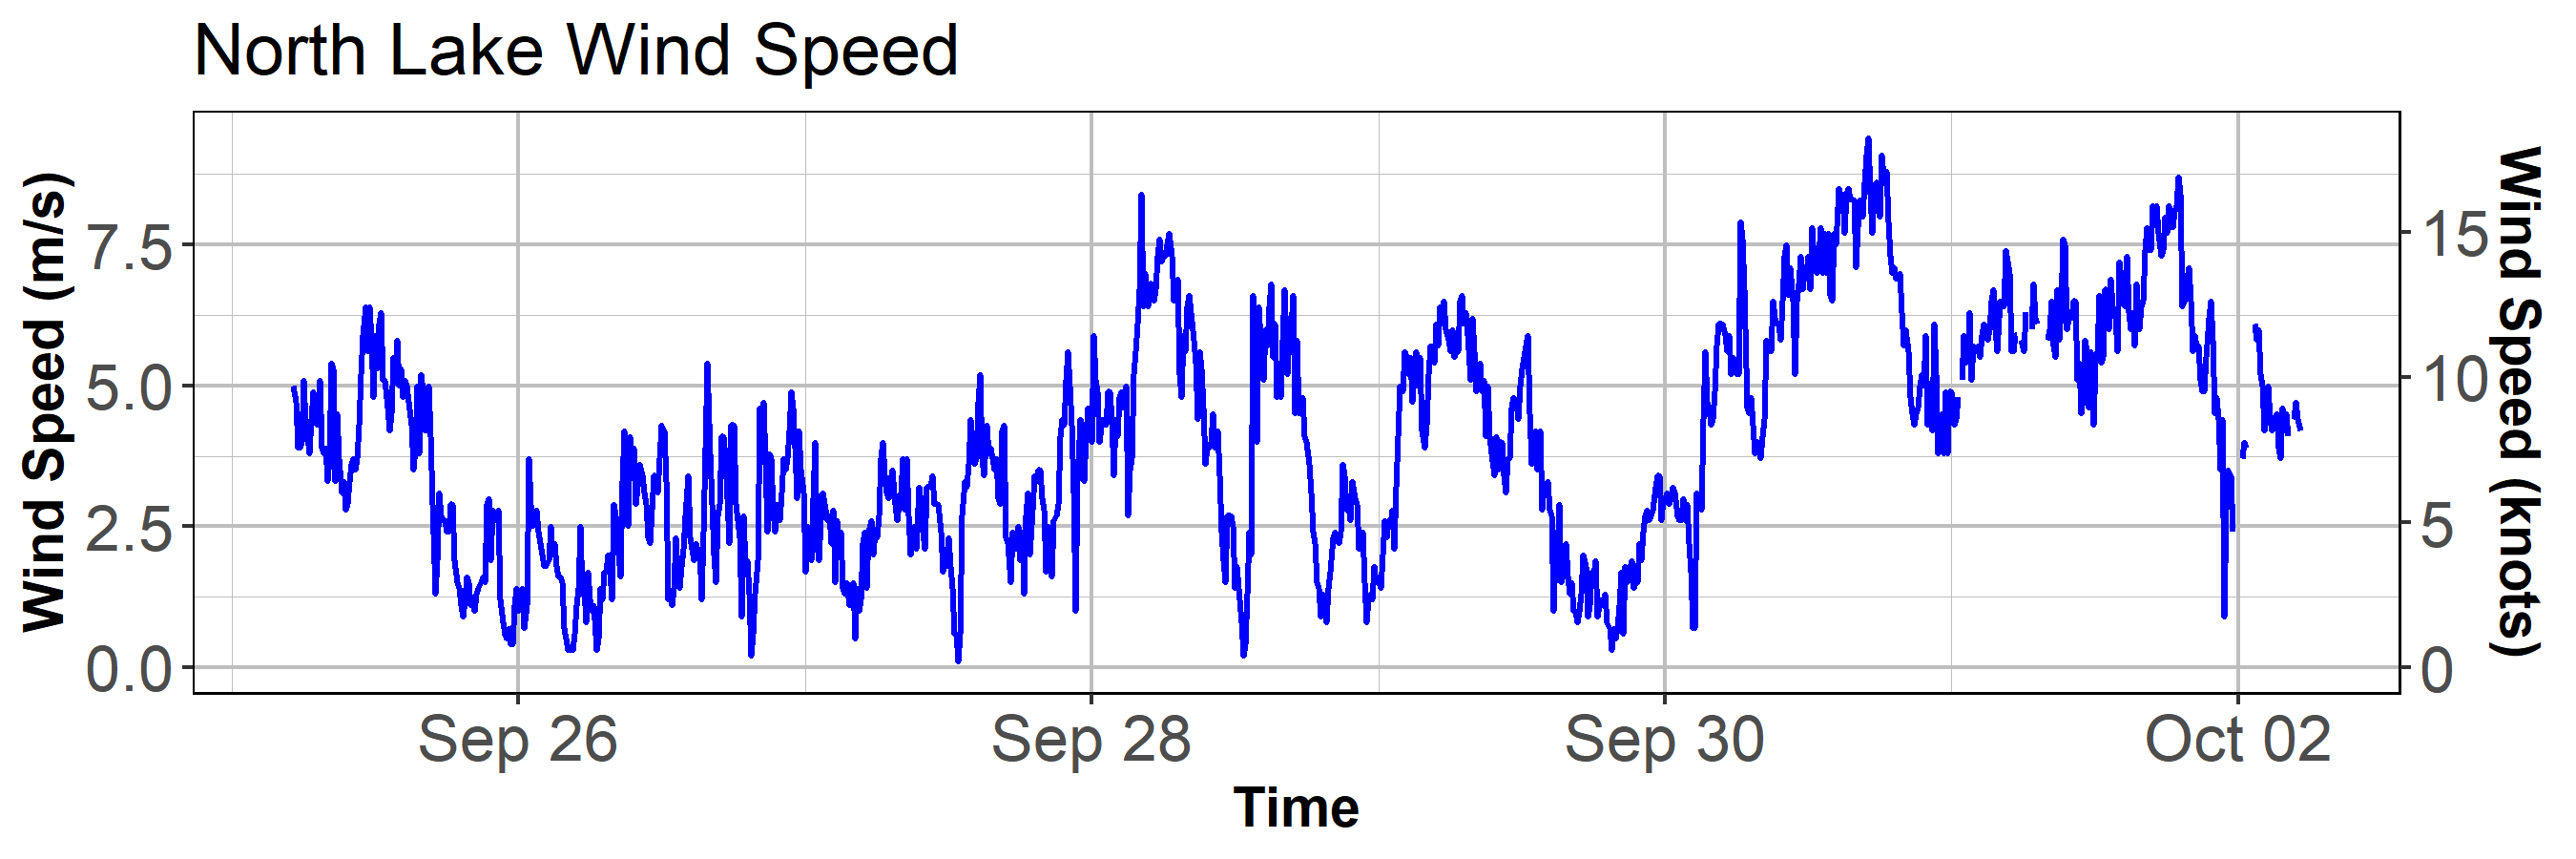 North Lake Wind Speed
Wind Speed (m/s)
7.5
5.0
2.5
0.0
15
10
5
0
Wind Speed (knots)
Sep 26
Sep 28
Sep 30
Oct 02
Time